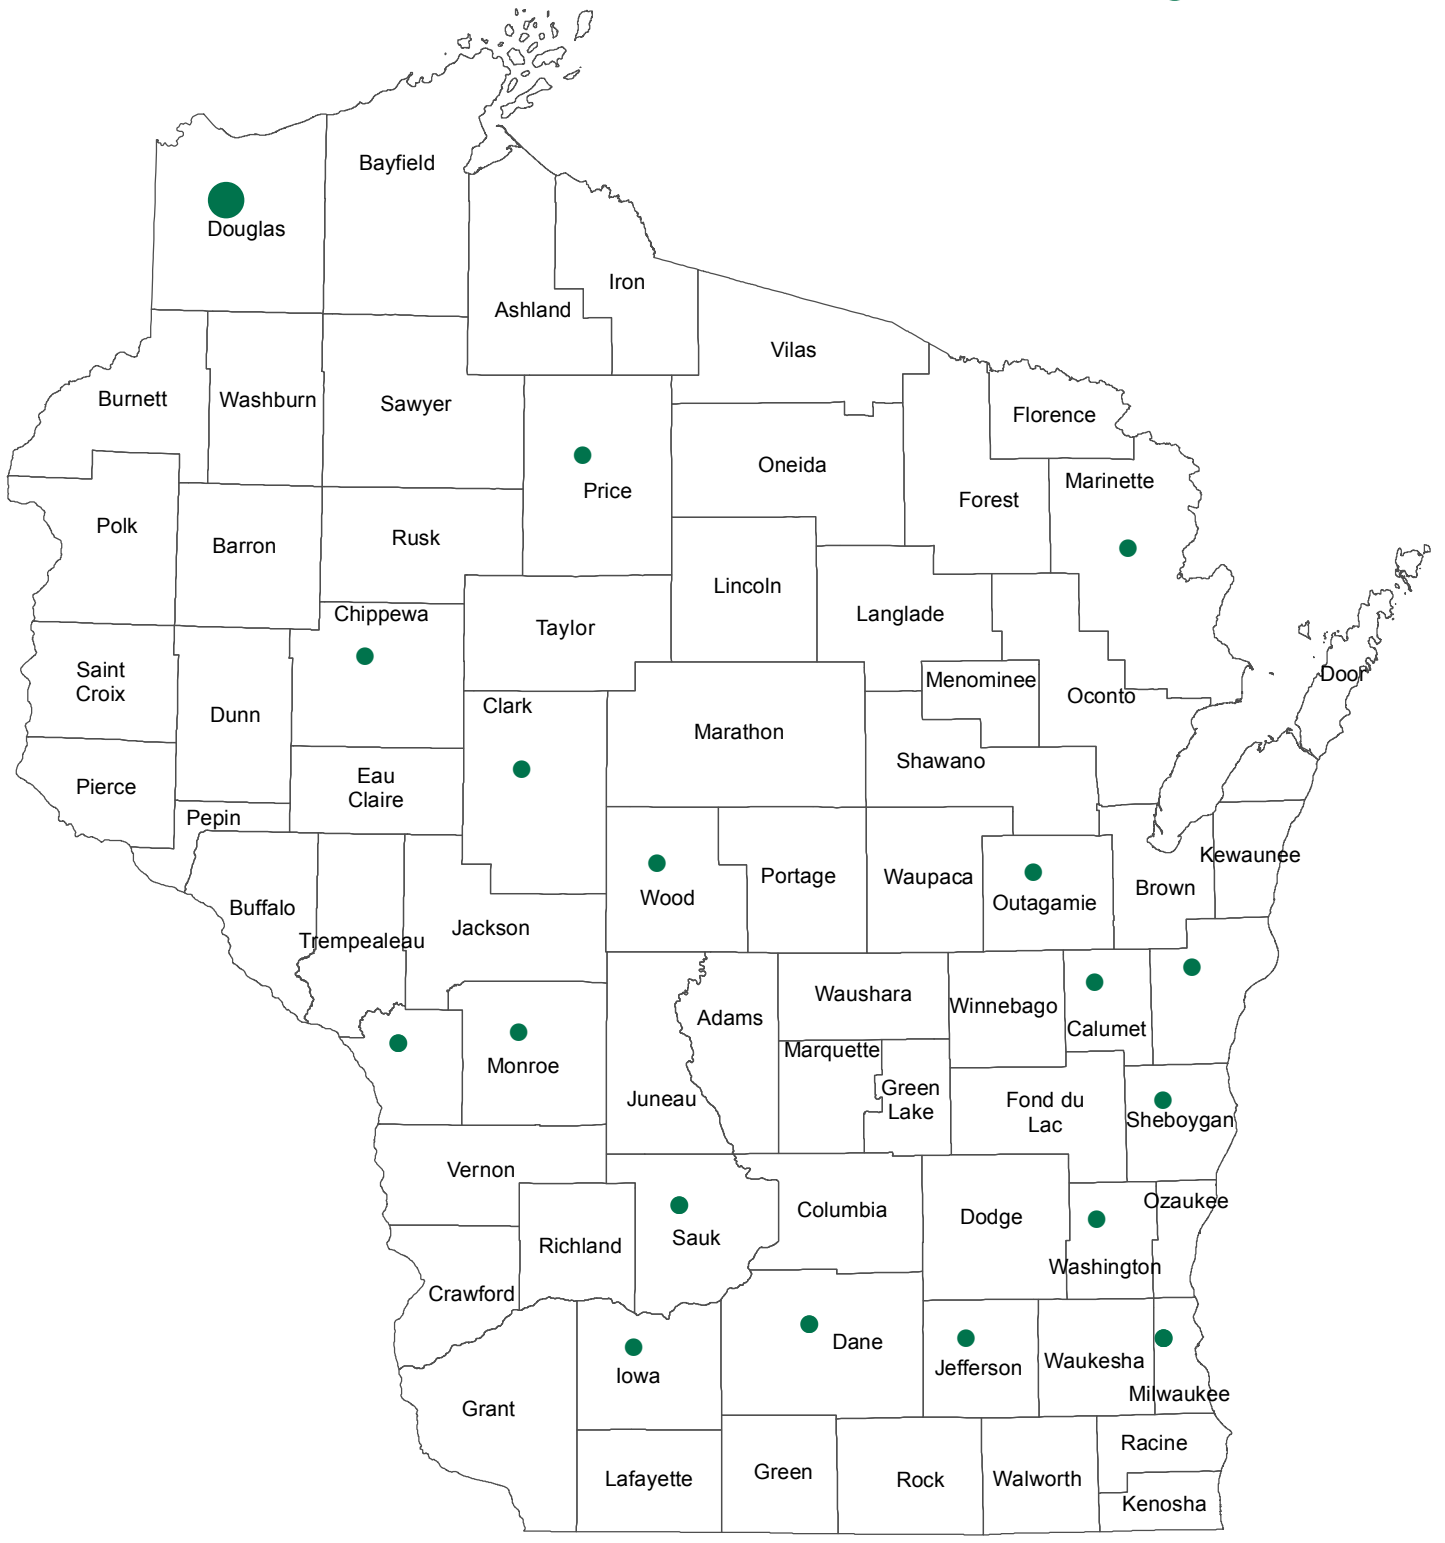 Bayfield
Douglas
Iron
Ashland
Vilas
Burnett
Washburn
Sawyer
Florence
Oneida
Price
Marinette
Forest
Polk
Barron
Rusk
Lincoln
Chippewa
Taylor
Langlade
Saint
Croix
Door
Menominee
Oconto
Clark
Dunn
Marathon
Shawano
Eau
Claire
Pierce
Pepin
Kewaunee
Wood
Portage
Waupaca
Brown
Outagamie
Buffalo
Jackson
Trempealeau
Waushara
Winnebago
Adams
Calumet
Marquette
Monroe
Green
Lake
Juneau
Fond du
Lac
Sheboygan
Vernon
Ozaukee
Columbia
Dodge
Sauk
Richland
Washington
Crawford
Dane
Waukesha
Jefferson
Iowa
Milwaukee
Grant
Racine
Green
Lafayette
Rock
Walworth
Kenosha